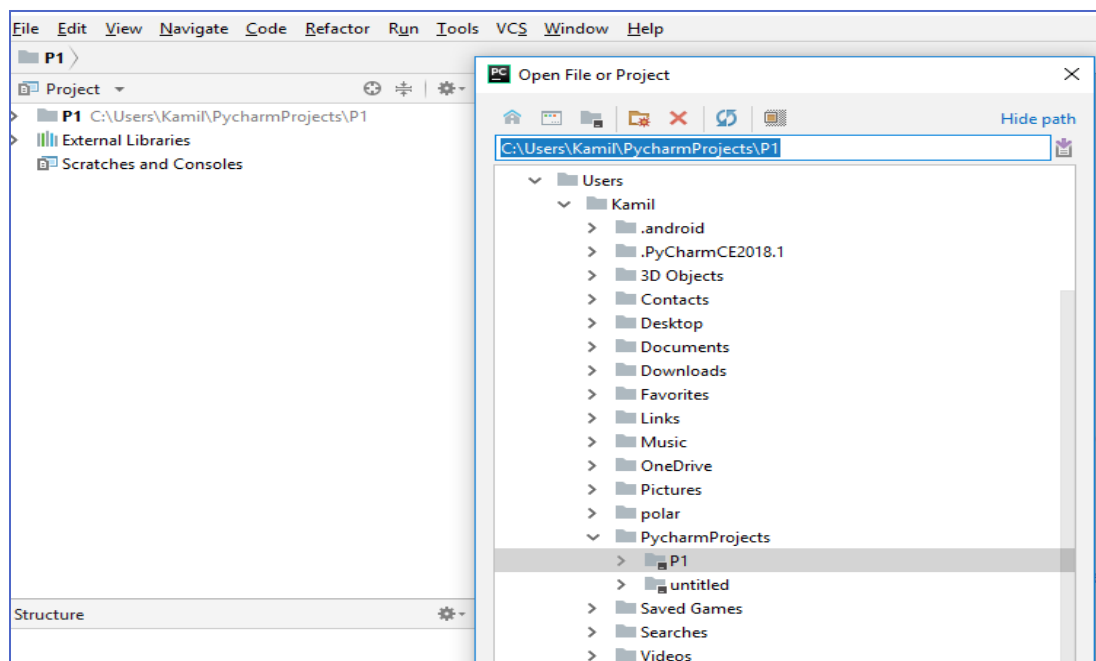 File Edit View Navigate Code Refactor Run Tools VCS Window Help
P1
Project
P1 C:\Users\Kamil\PycharmProjects\P1
External Libraries
Scratches and Consoles
Structure
PC Open File or Project
Hide path
C:\Users\Kamil\PycharmProjects\P1
Users
Kamil
.android
.PyCharmCE2018.1
3D Objects
Contacts
Desktop
Documents
Downloads
Favorites
Links
Music
OneDrive
Pictures
polar
PycharmProjects
P1
untitled
Saved Games
Searches
Videos